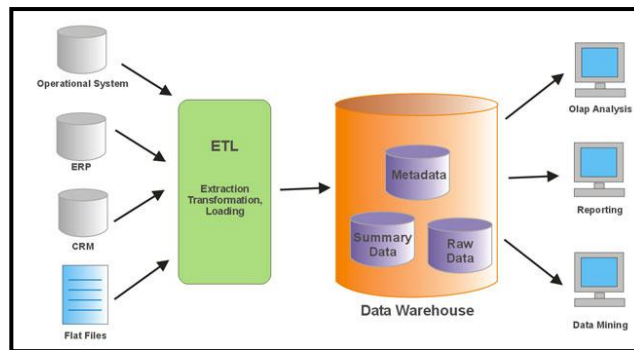 Operational System
ERP
CRM
Flat Files
ETL
Extraction
Transformation,
Loading
Metadata
Summary
Data
Raw
Data
Data Warehouse
Olap Analysis
Reporting
Data Mining